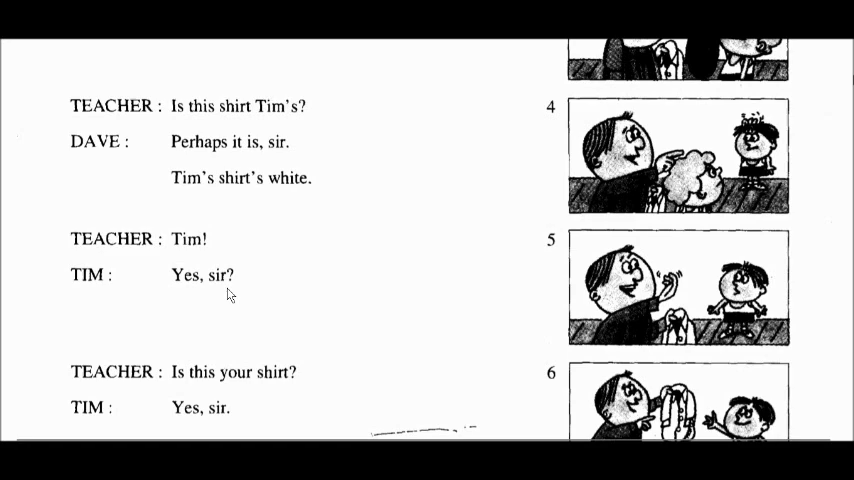 TEACHER : Is this shirt Tim's? 4
DAVE : Perhaps it is, sir.
Tim's shirt's white.
TEACHER : Tim! 5
TIM : Yes, sir?
TEACHER : Is this your shirt? 6
TIM : Yes, sir.